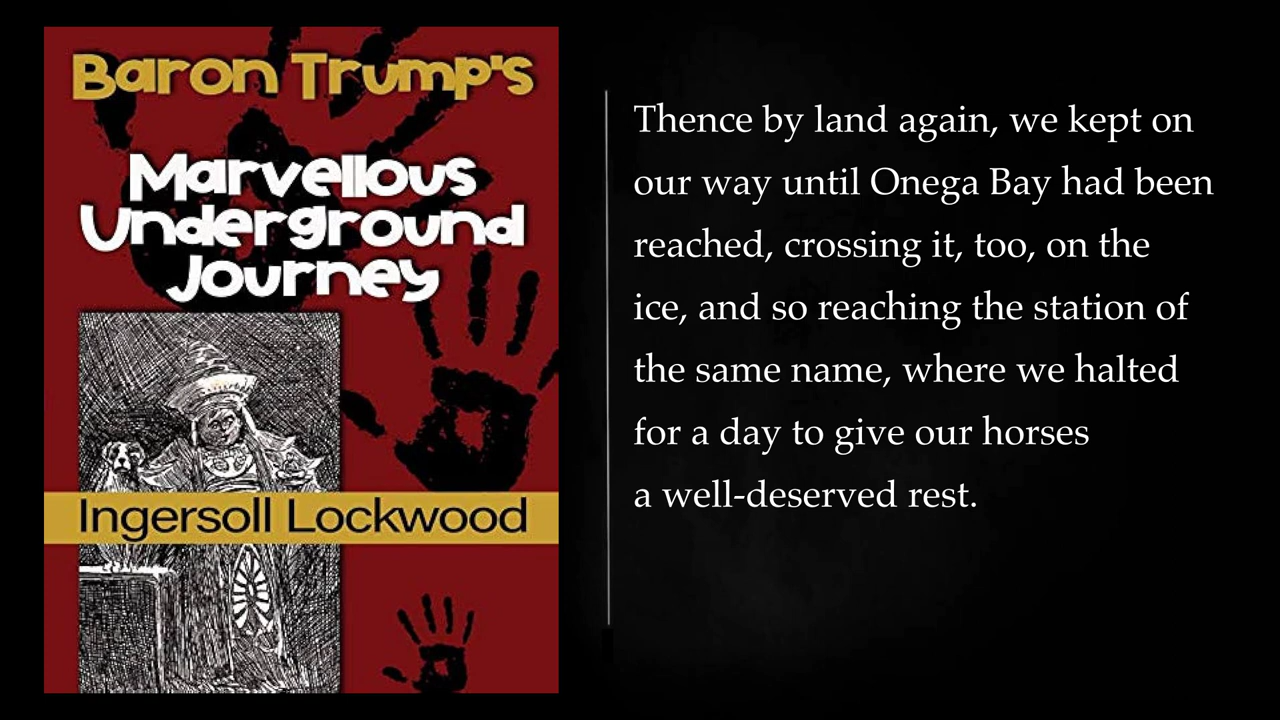 Baron Trump's
Marvellous
Underground
Journey
Ingersoll Lockwood
Thence by land again, we kept on
our way until Onega Bay had been
reached, crossing it, too, on the
ice, and so reaching the station of
the same name, where we halted
for a day to give our horses
a well-deserved rest.